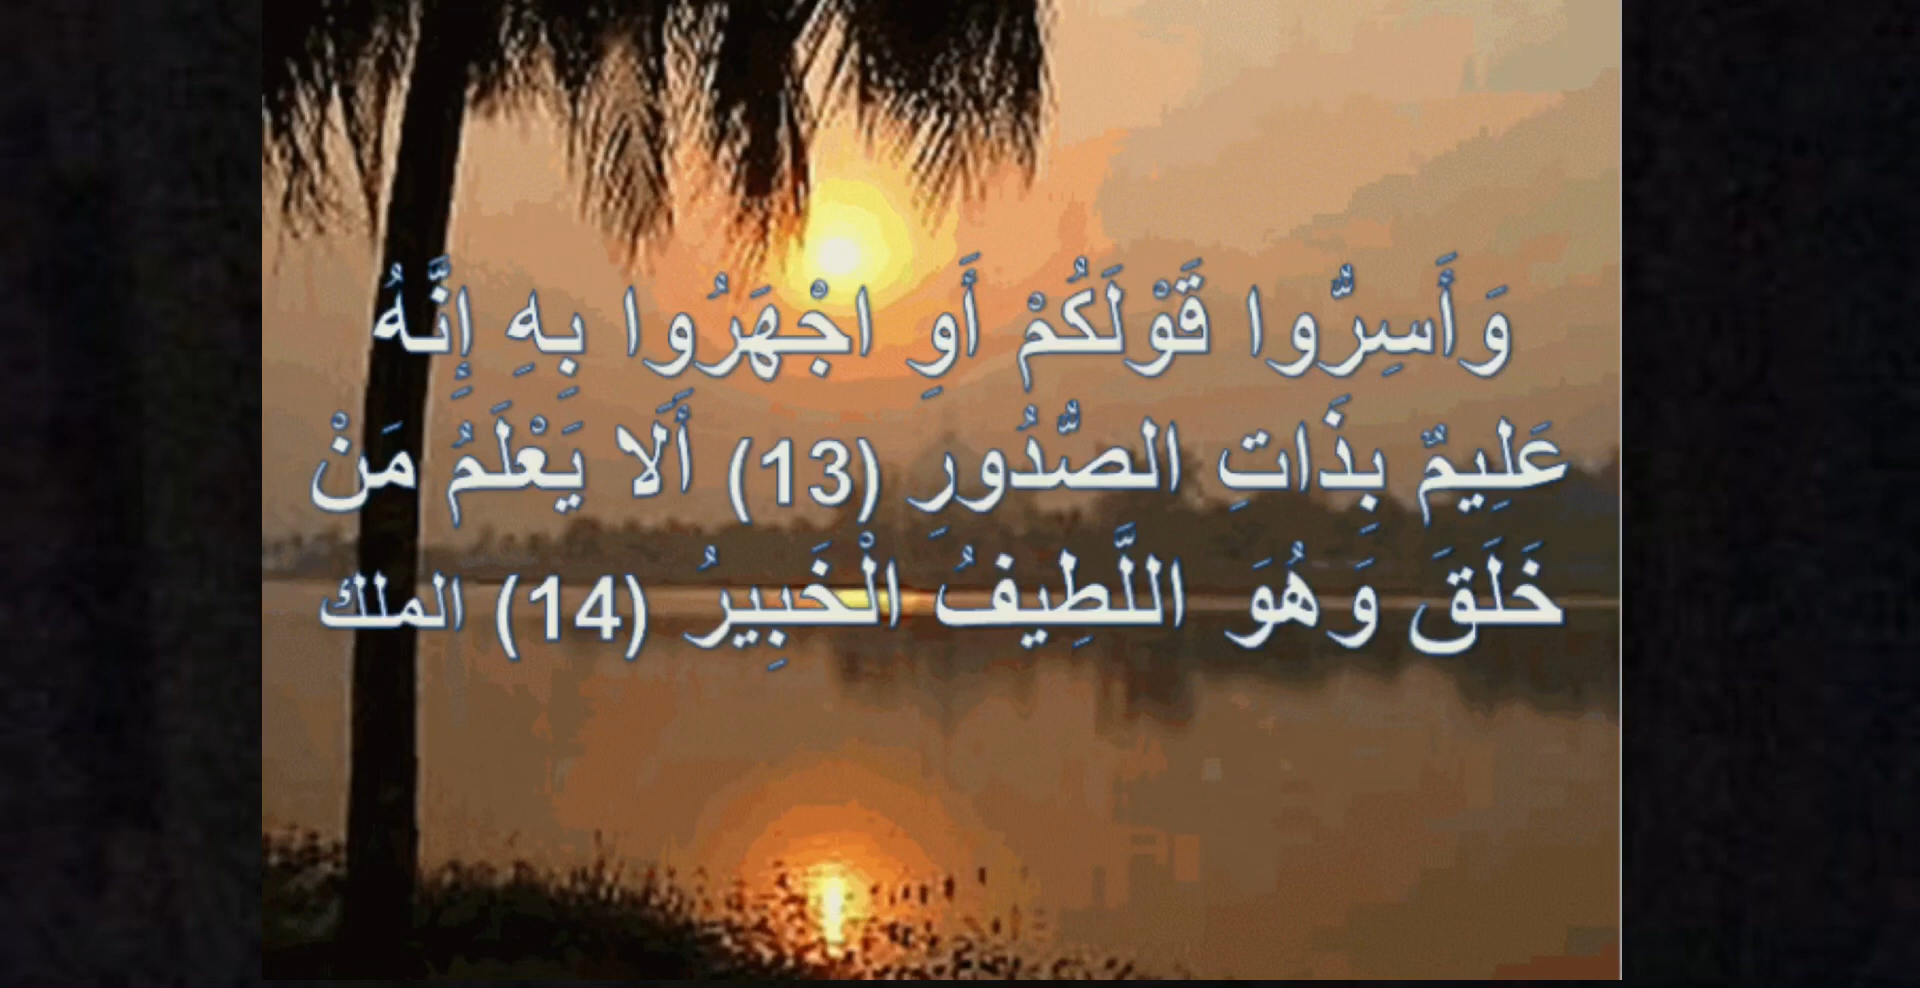 وَأَسِرُّوا قَوْلَكُمْ أَوِ اجْهَرُوا بِهِ إِنَّهُ
عَلِيمٌ بِذَاتِ الصُّدُورِ (13) أَلَا يَعْلَمُ مَنْ
خَلَقَ وَهُوَ اللَّطِيفُ الْخَبِيرُ (14) الملك